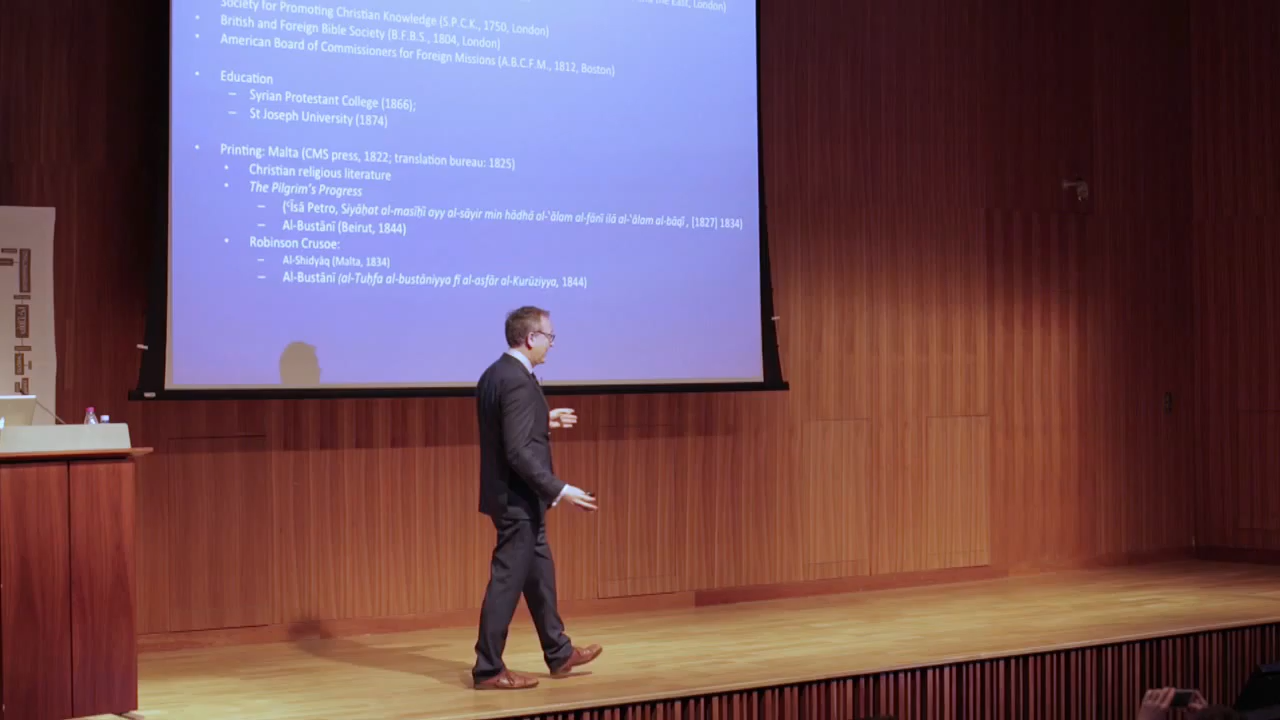 the East, London)
Society for Promoting Christian Knowledge (S.P.C.K., 1750, London)
• British and Foreign Bible Society (B.F.B.S., 1804, London)
• American Board of Commissioners for Foreign Missions (A.B.C.F.M., 1812, Boston)
• Education
– Syrian Protestant College (1866);
– St Joseph University (1874)
• Printing: Malta (CMS press, 1822; translation bureau: 1825)
• Christian religious literature
• The Pilgrim's Progress
– (ʿĪsā Petro, Siyāḥat al-masīḥī ayy al-sāyir min hādhā al-ʿālam al-fānī ilā al-ʿālam al-bāqī, [1827] 1834)
– Al-Bustānī (Beirut, 1844)
• Robinson Crusoe:
– Al-Shidyāq (Malta, 1834)
– Al-Bustānī (al-Tuḥfa al-bustāniyya fī al-asfār al-Kurūziyya, 1844)